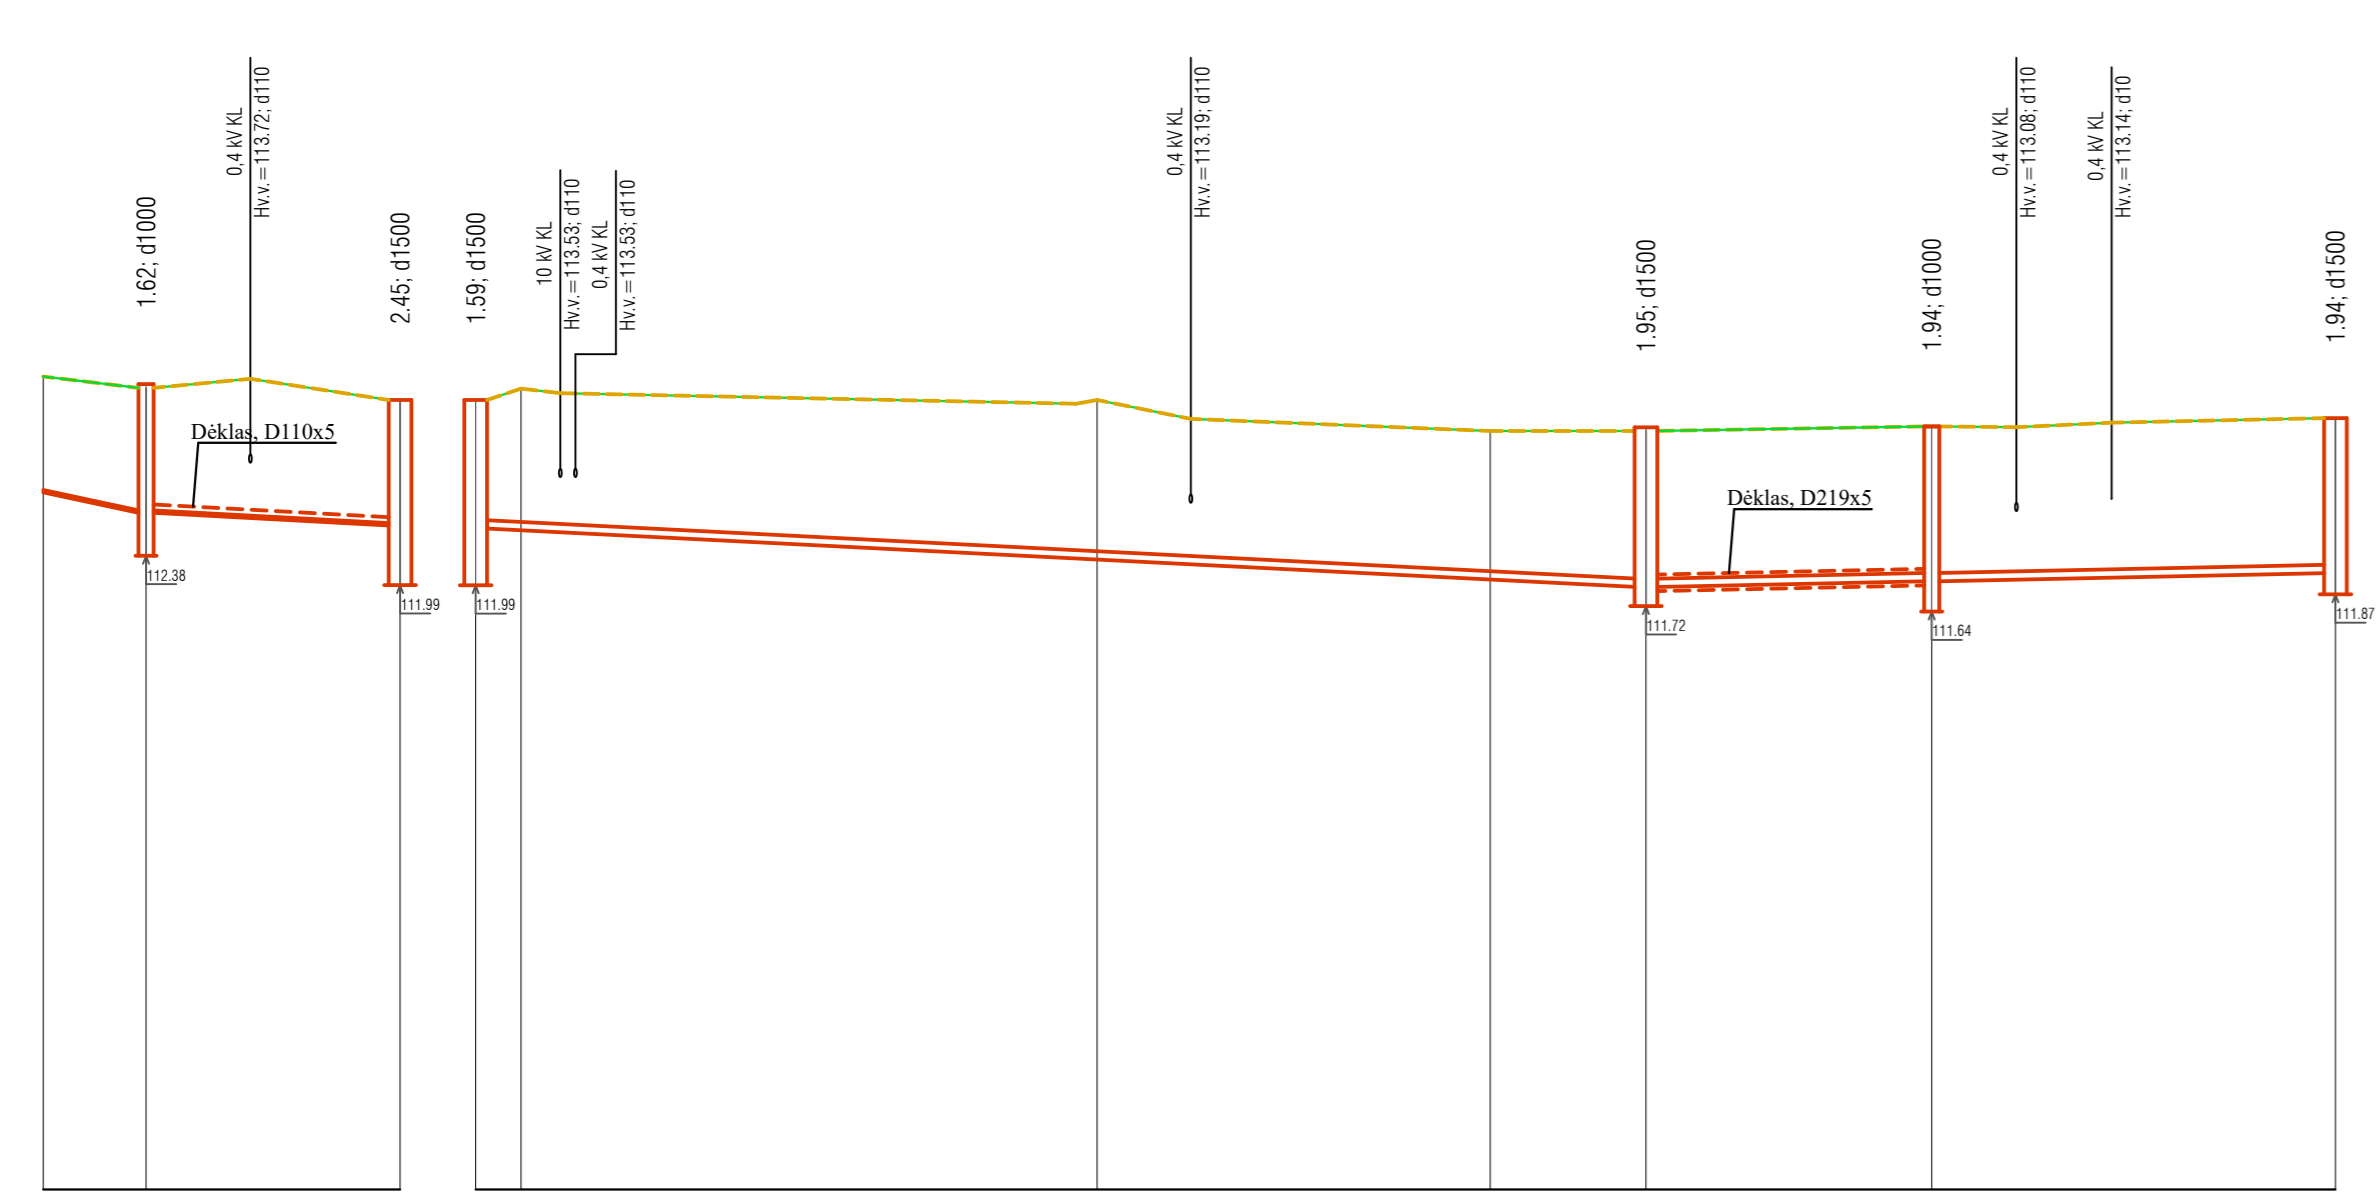 1.62; d1000
0,4 kV KL
Hv.v.=113.72; d110
2.45; d1500
1.59; d1500
10 kV KL
Hv.v.=113.53; d110
0,4 kV KL
Hv.v.=113.53; d110
0,4 kV KL
Hv.v.=113.19; d110
1.95; d1500
1.94; d1000
0,4 kV KL
Hv.v.=113.08; d110
0,4 kV KL
Hv.v.=113.14; d10
1.94; d1500
Dėklas, D110x5
Dėklas, D219x5
112.38
111.99
111.99
111.72
111.64
111.87